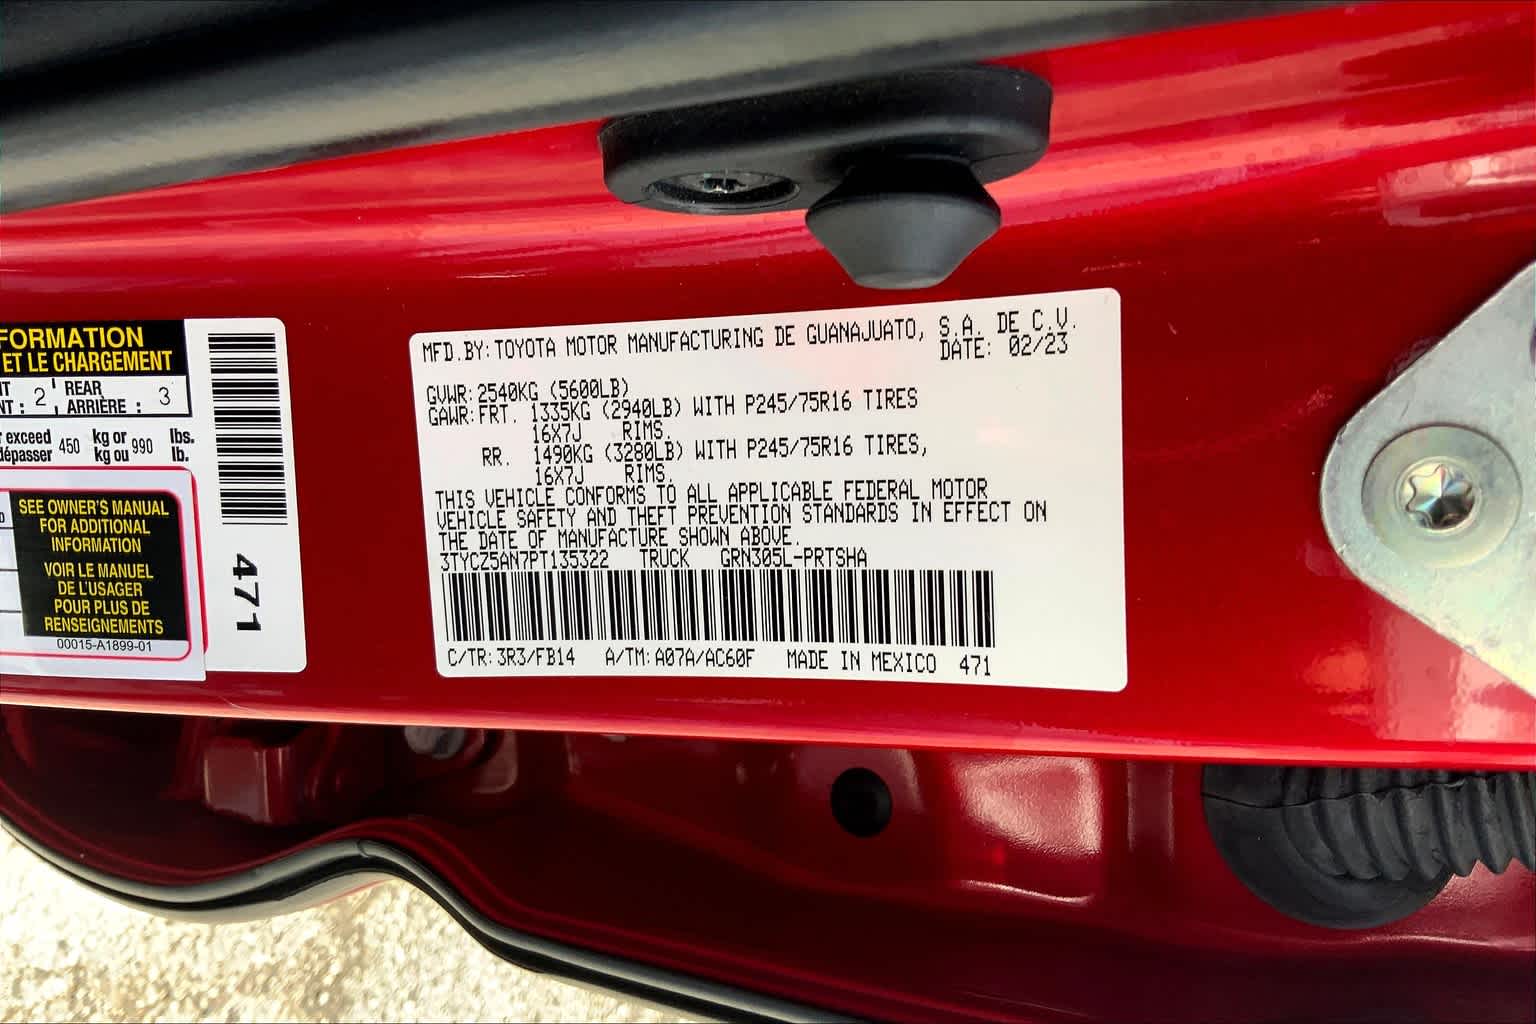 FORMATION
ET LE CHARGEMENT
2 REAR 3
ARRIÈRE :
exceed 450 kg or 990 lbs.
dépasser kg ou lb.
SEE OWNER'S MANUAL
FOR ADDITIONAL
INFORMATION
VOIR LE MANUEL
DE L'USAGER
POUR PLUS DE
RENSEIGNEMENTS
00015-A1899-01
471
MFD.BY:TOYOTA MOTOR MANUFACTURING DE GUANAJUATO, S.A. DE C.V.
DATE: 02/23
GVWR:2540KG (5600LB)
GAWR:FRT. 1335KG (2940LB) WITH P245/75R16 TIRES
16X7J RIMS.
RR. 1490KG (3280LB) WITH P245/75R16 TIRES,
16X7J RIMS.
THIS VEHICLE CONFORMS TO ALL APPLICABLE FEDERAL MOTOR
VEHICLE SAFETY AND THEFT PREVENTION STANDARDS IN EFFECT ON
THE DATE OF MANUFACTURE SHOWN ABOVE.
3TYCZ5AN7PT135322 TRUCK GRN305L-PRTSHA
C/TR:3R3/FB14 A/TM:A07A/AC60F MADE IN MEXICO 471